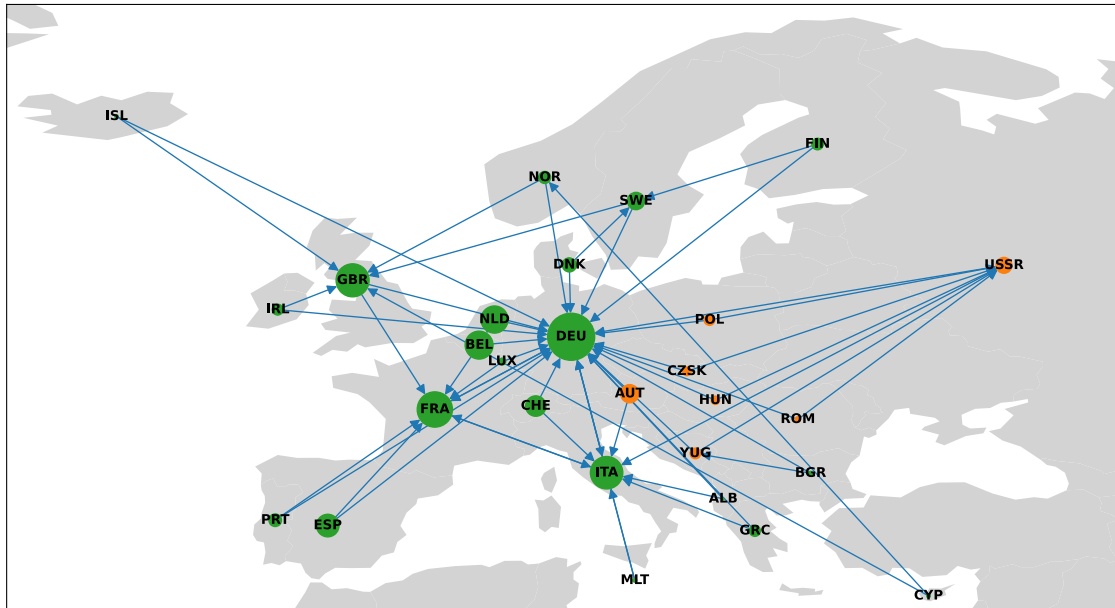 ISL
FIN
NOR
SWE
DNK
USSR
GBR
IRL
NLD
POL
DEU
BEL
LUX
CZSK
AUT
HUN
CHE
FRA
ROM
YUG
ITA
BGR
ALB
PRT
ESP
GRC
MLT
CYP